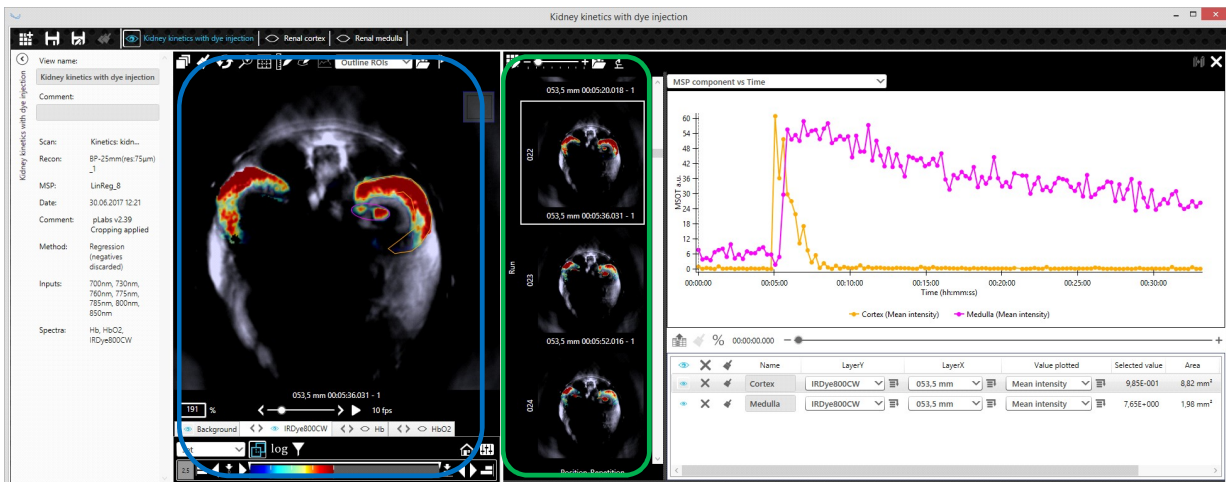 Kidney kinetics with dye injection
Kidney kinetics with dye injection
Renal cortex
Renal medulla
Kidney kinetics with dye injection
View name:
Kidney kinetics with dye injection
Comment:
Scan: Kinetics: kidn...
Recon: BP-25mm(res:75µm)
_1
MSP: LinReg_8
Date: 30.06.2017 12:21
Comment: pLabs v2.39
Cropping applied
Method: Regression
(negatives
discarded)
Inputs: 700nm, 730nm,
760nm, 775nm,
785nm, 800nm,
850nm
Spectra: Hb, HbO2,
IRDye800CW
Outline ROIs
053,5 mm 00:05:36.031 - 1
191 %
10 fps
Background
IRDye800CW
Hb
HbO2
log
2.5
053,5 mm 00:05:20.018 - 1
022
053,5 mm 00:05:36.031 - 1
Run
023
053,5 mm 00:05:52.016 - 1
024
Position-Repetition
MSP component vs Time
MSOT a.u.
60
54
48
42
36
30
24
18
12
6
0
00:00:00 00:05:00 00:10:00 00:15:00 00:20:00 00:25:00 00:30:00
Time (hh:mm:ss)
Cortex (Mean intensity) Medulla (Mean intensity)
% 00:00:00.000 - +
Name LayerY LayerX Value plotted Selected value Area
Cortex IRDye800CW 053,5 mm Mean intensity 9,85E-001 8,82 mm²
Medulla IRDye800CW 053,5 mm Mean intensity 7,65E+000 1,98 mm²